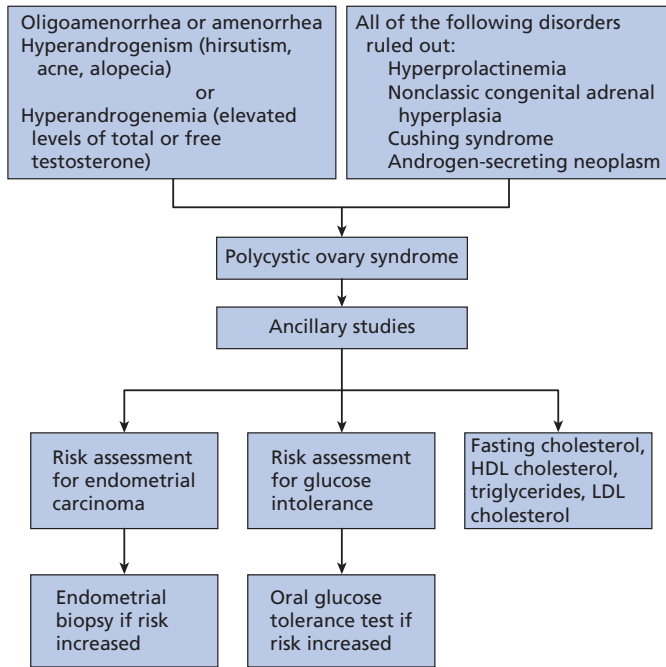 Oligoamenorrhea or amenorrhea
Hyperandrogenism (hirsutism,
acne, alopecia)
or
Hyperandrogenemia (elevated
levels of total or free
testosterone)
All of the following disorders
ruled out:
Hyperprolactinemia
Nonclassic congenital adrenal
hyperplasia
Cushing syndrome
Androgen-secreting neoplasm
Polycystic ovary syndrome
Ancillary studies
Risk assessment
for endometrial
carcinoma
Risk assessment
for glucose
intolerance
Fasting cholesterol,
HDL cholesterol,
triglycerides, LDL
cholesterol
Endometrial
biopsy if risk
increased
Oral glucose
tolerance test if
risk increased